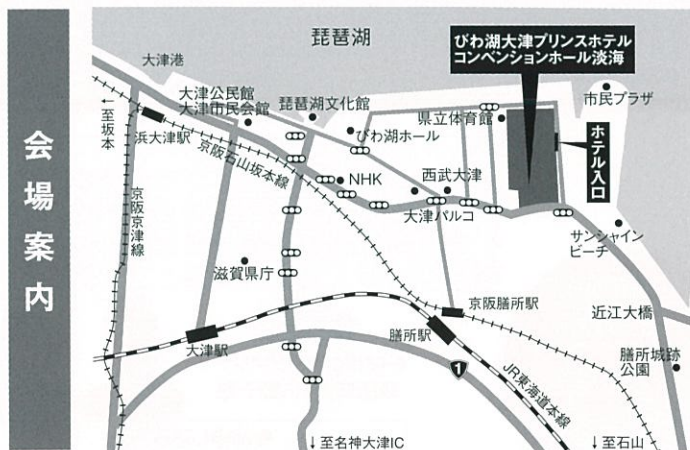 会場案内
琵琶湖
大津港
びわ湖大津プリンスホテル
コンベンションホール淡海
市民プラザ
大津公民館
大津市民会館
琵琶湖文化館
県立体育館
びわ湖ホール
ホテル入口
←至坂本
浜大津駅
京阪石山坂本線
NHK
西武大津
大津パルコ
京阪京津線
サンシャイン
ビーチ
滋賀県庁
京阪膳所駅
近江大橋
大津駅
膳所駅
膳所城跡
公園
1
JR東海道本線
↓至名神大津IC
↓至石山